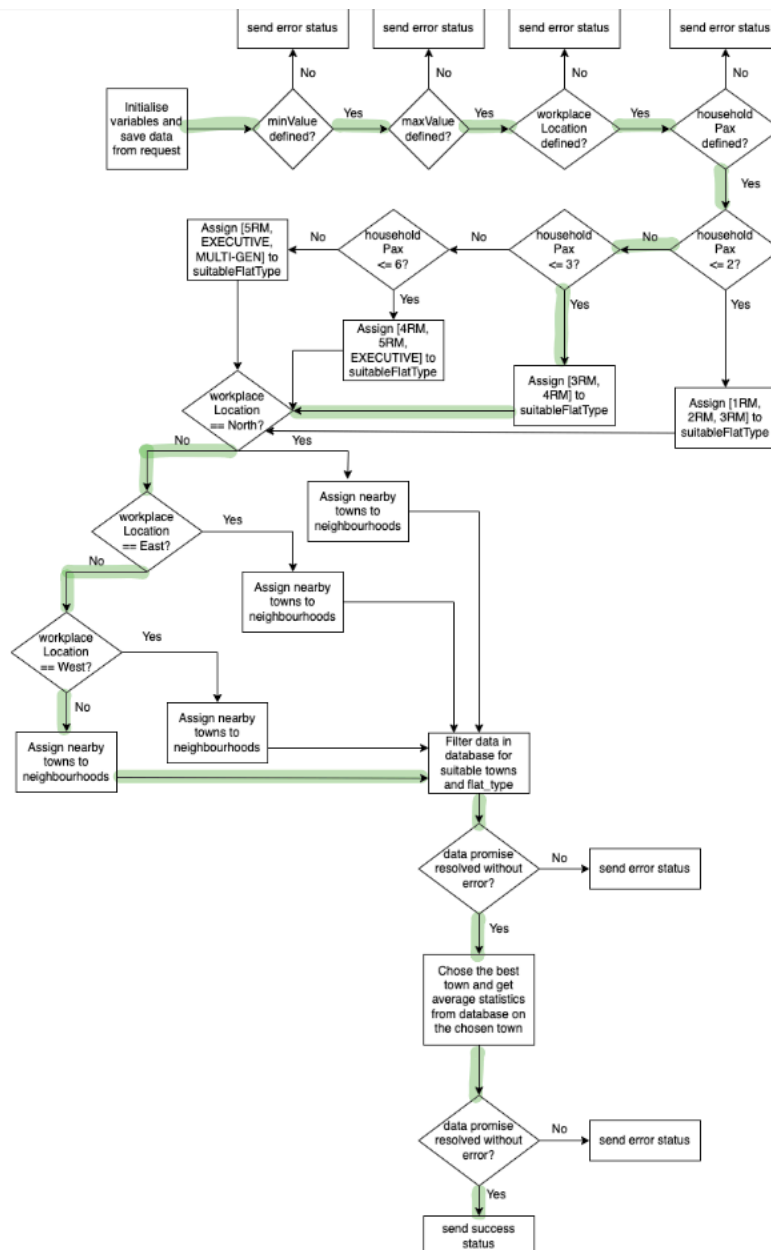 send error status
send error status
send error status
send error status
No
No
No
No
Initialise
variables and
save data
from request
minValue
defined?
Yes
maxValue
defined?
Yes
workplace
Location
defined?
Yes
household
Pax
defined?
Yes
Assign [5RM,
EXECUTIVE,
MULTI-GEN] to
suitableFlatType
No
household
Pax
<= 6?
No
household
Pax
<= 3?
No
household
Pax
<= 2?
Yes
Yes
Yes
Assign [4RM,
5RM,
EXECUTIVE] to
suitableFlatType
Assign [3RM,
4RM] to
suitableFlatType
Assign [1RM,
2RM, 3RM] to
suitableFlatType
workplace
Location
== North?
No
Yes
Assign nearby
towns to
neighbourhoods
workplace
Location
== East?
Yes
No
Assign nearby
towns to
neighbourhoods
workplace
Location
== West?
Yes
No
Assign nearby
towns to
neighbourhoods
Assign nearby
towns to
neighbourhoods
Filter data in
database for
suitable towns
and flat_type
data promise
resolved without
error?
No
send error status
Yes
Chose the best
town and get
average statistics
from database on
the chosen town
data promise
resolved without
error?
No
send error status
Yes
send success
status